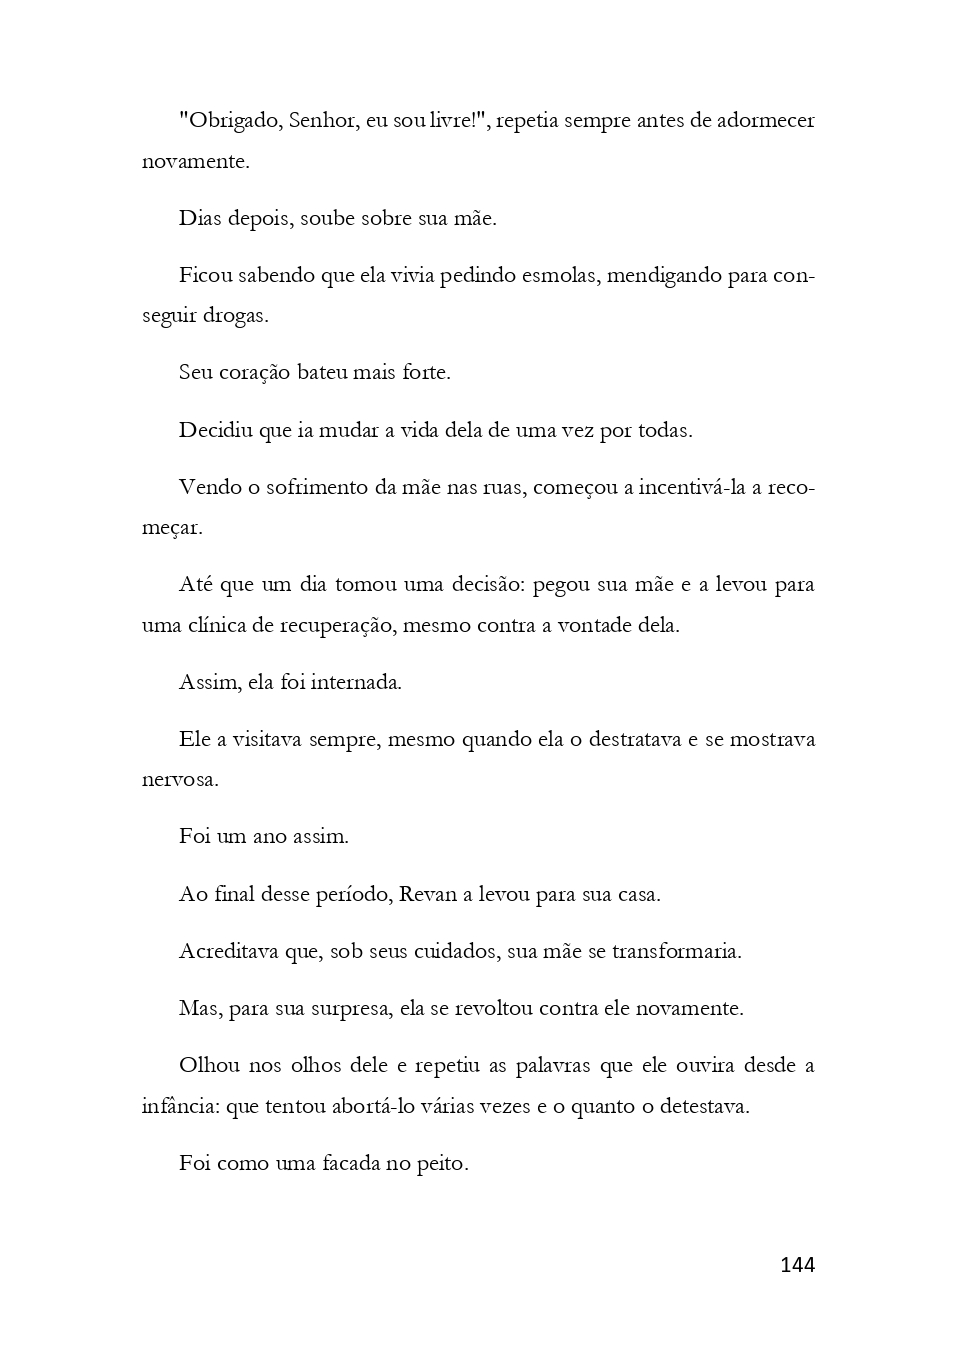 "Obrigado, Senhor, eu sou livre!", repetia sempre antes de adormecer
novamente.
Dias depois, soube sobre sua mãe.
Ficou sabendo que ela vivia pedindo esmolas, mendigando para con-
seguir drogas.
Seu coração bateu mais forte.
Decidiu que ia mudar a vida dela de uma vez por todas.
Vendo o sofrimento da mãe nas ruas, começou a incentivá-la a reco-
meçar.
Até que um dia tomou uma decisão: pegou sua mãe e a levou para
uma clínica de recuperação, mesmo contra a vontade dela.
Assim, ela foi internada.
Ele a visitava sempre, mesmo quando ela o destratava e se mostrava
nervosa.
Foi um ano assim.
Ao final desse período, Revan a levou para sua casa.
Acreditava que, sob seus cuidados, sua mãe se transformaria.
Mas, para sua surpresa, ela se revoltou contra ele novamente.
Olhou nos olhos dele e repetiu as palavras que ele ouvira desde a
infância: que tentou abortá-lo várias vezes e o quanto o detestava.
Foi como uma facada no peito.
144